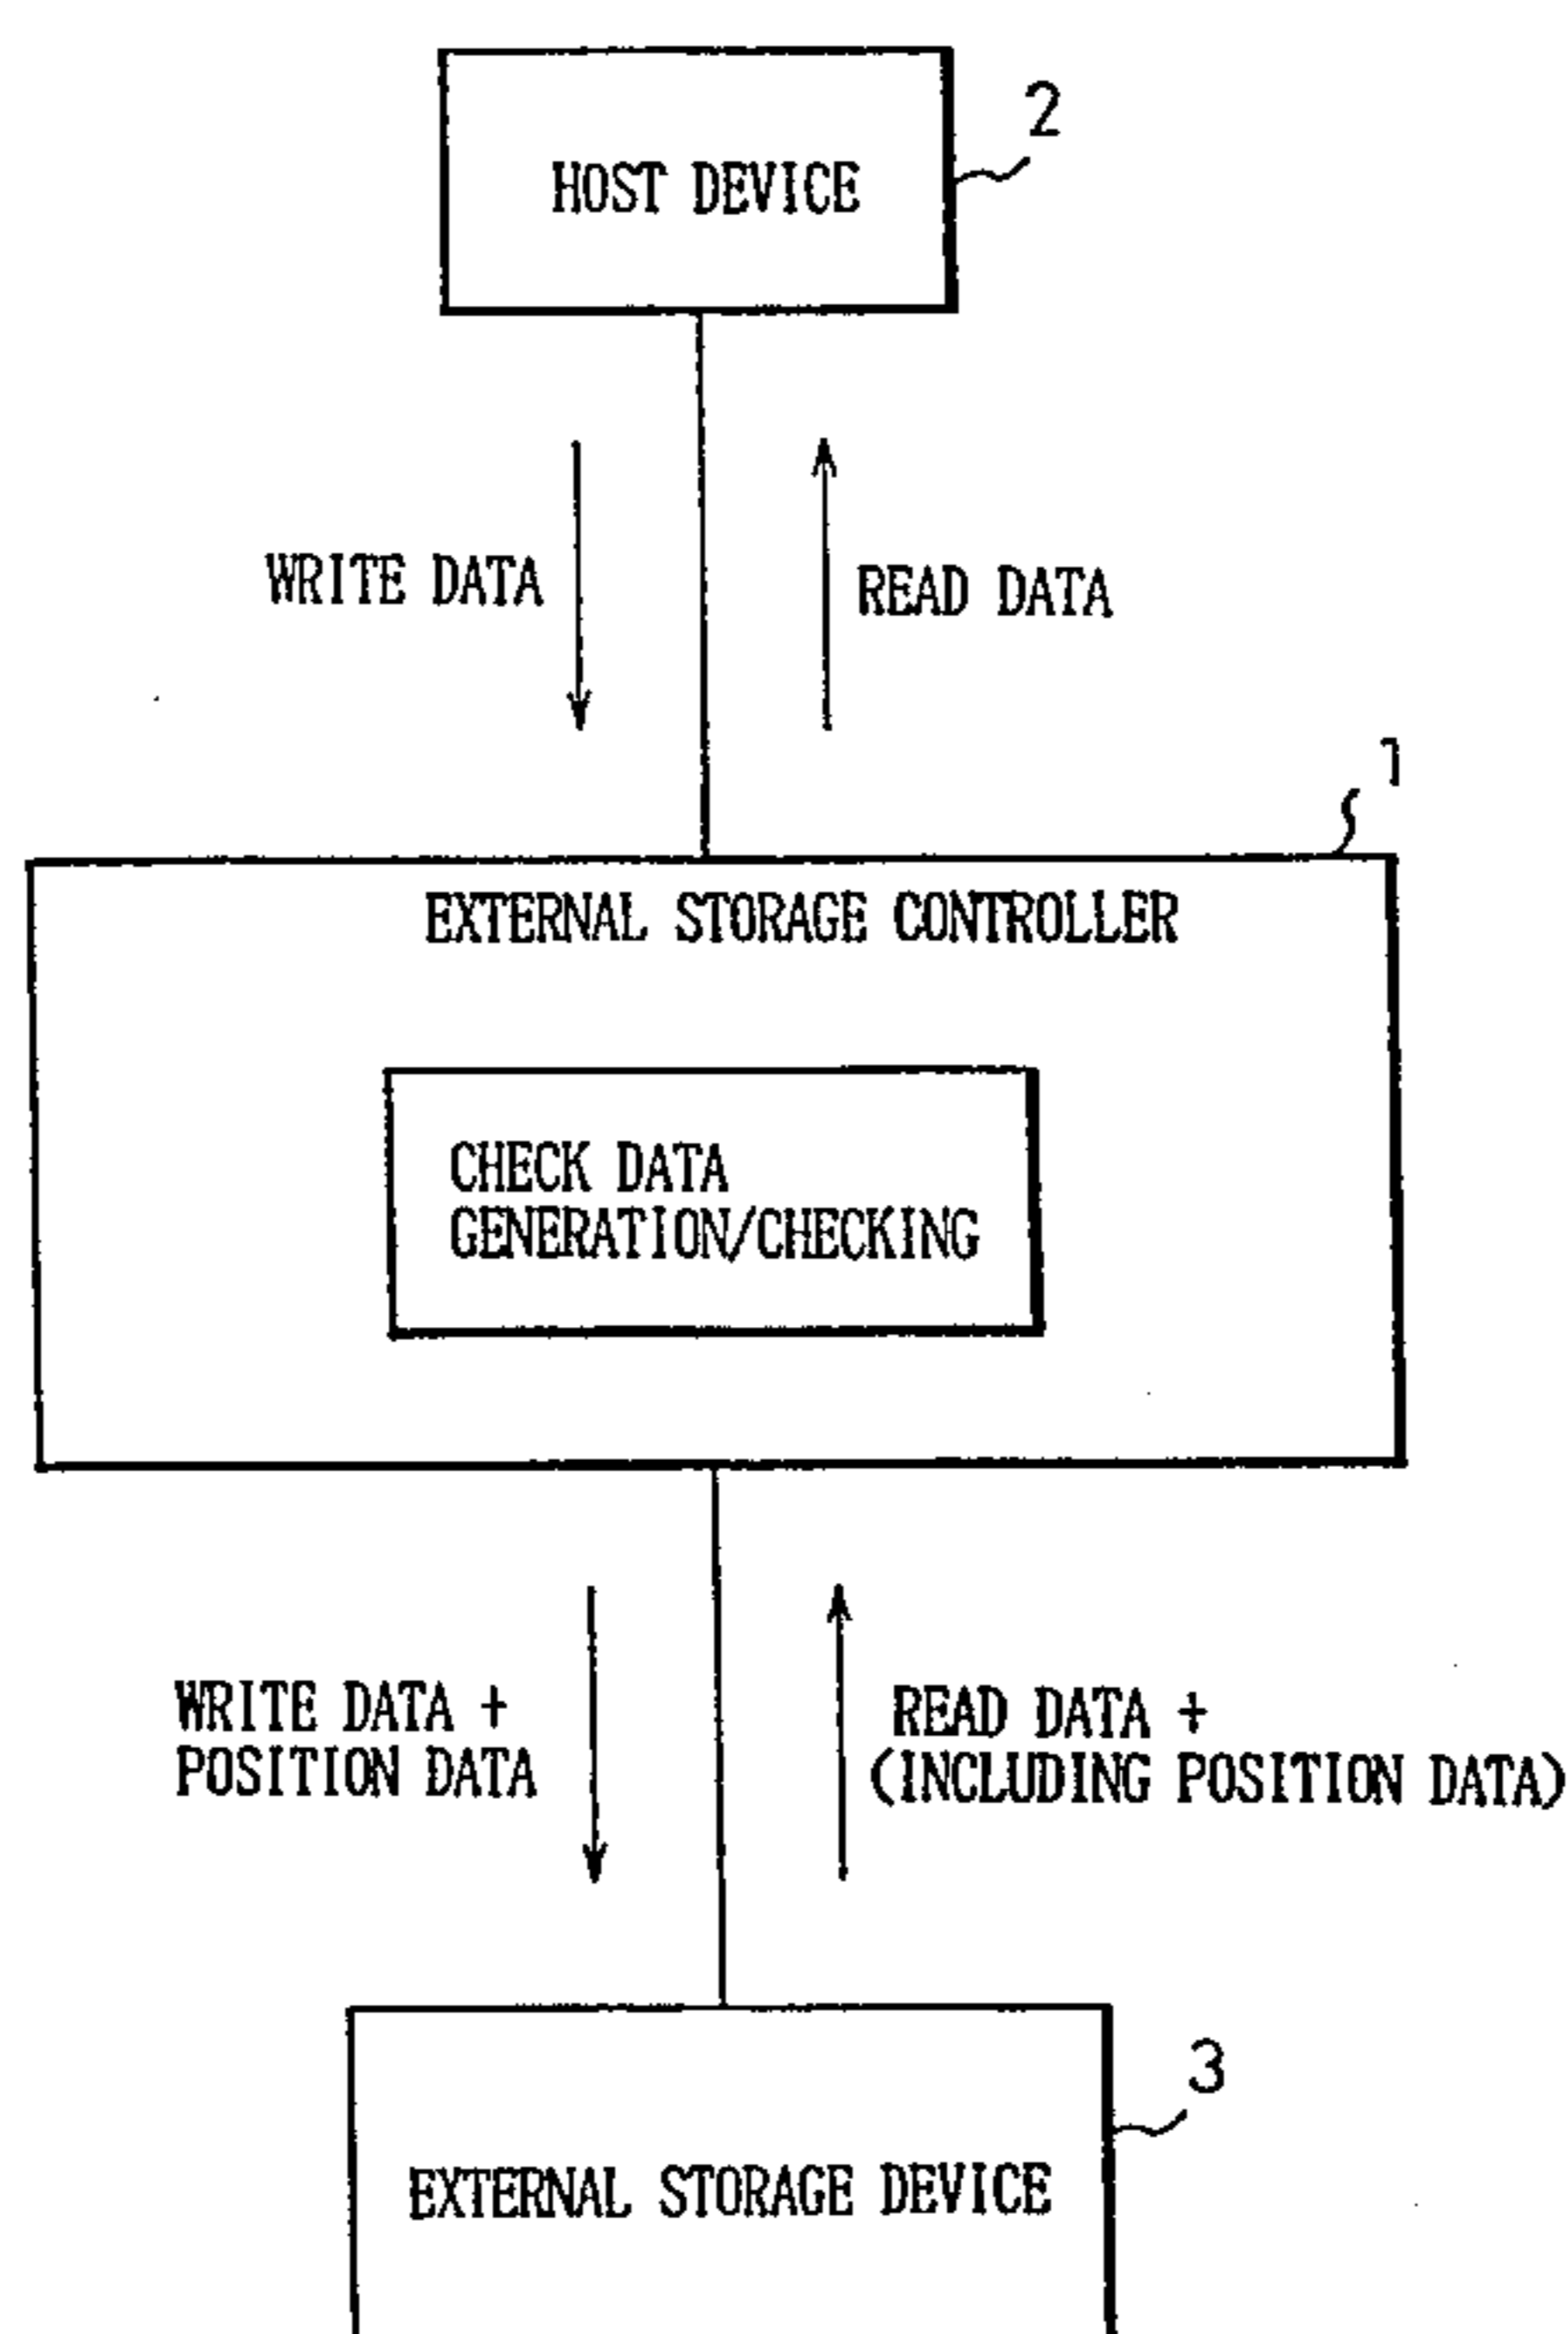 HOST DEVICE
2
WRITE DATA
READ DATA
1
EXTERNAL STORAGE CONTROLLER
CHECK DATA
GENERATION/CHECKING
WRITE DATA +
POSITION DATA
READ DATA +
(INCLUDING POSITION DATA)
3
EXTERNAL STORAGE DEVICE